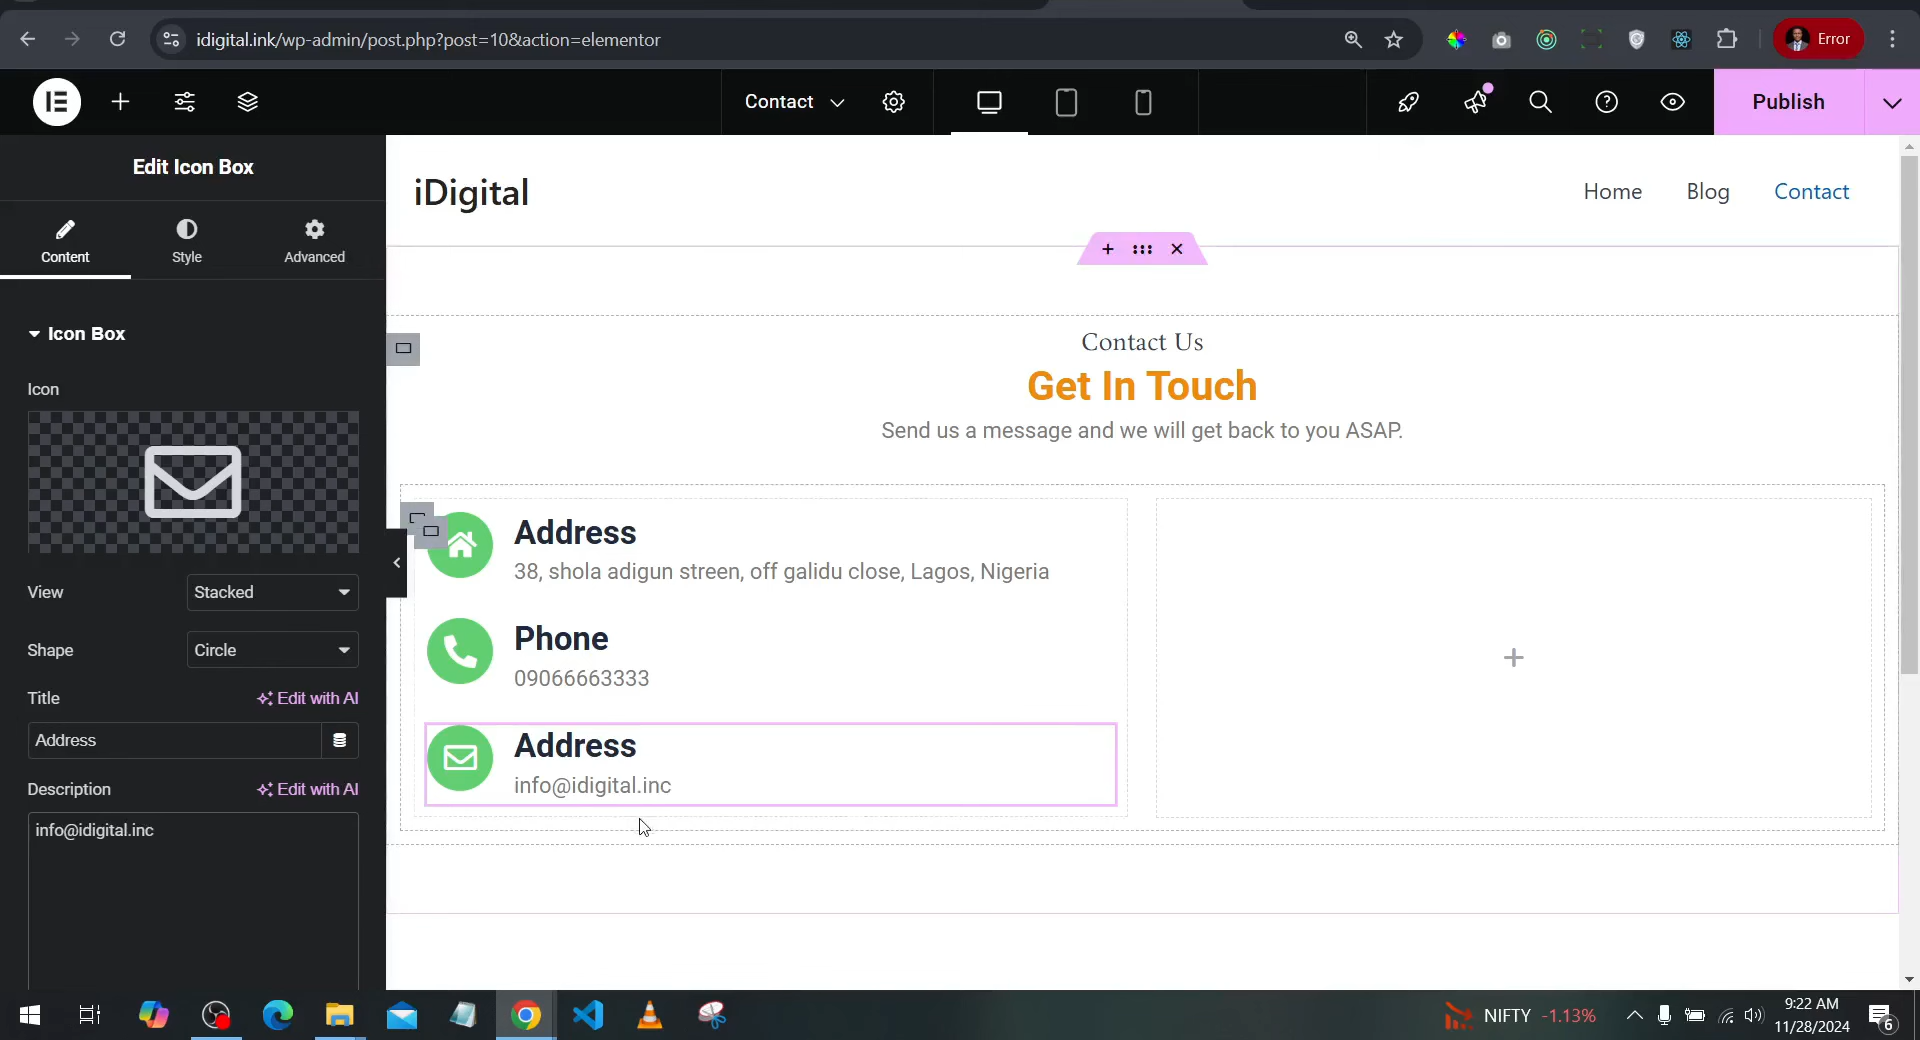 idigital.ink/wp-admin/post.php?post=10&action=elementor
Error
Contact
Publish
Edit Icon Box
Content
Style
Advanced
Icon Box
Icon
View
Stacked
Shape
Circle
Title
Edit with AI
Address
Description
Edit with AI
info@idigital.inc
iDigital
Home
Blog
Contact
Contact Us
Get In Touch
Send us a message and we will get back to you ASAP.
Address
38, shola adigun streen, off galidu close, Lagos, Nigeria
Phone
09066663333
Address
info@idigital.inc
NIFTY -1.13%
9:22 AM
11/28/2024
6